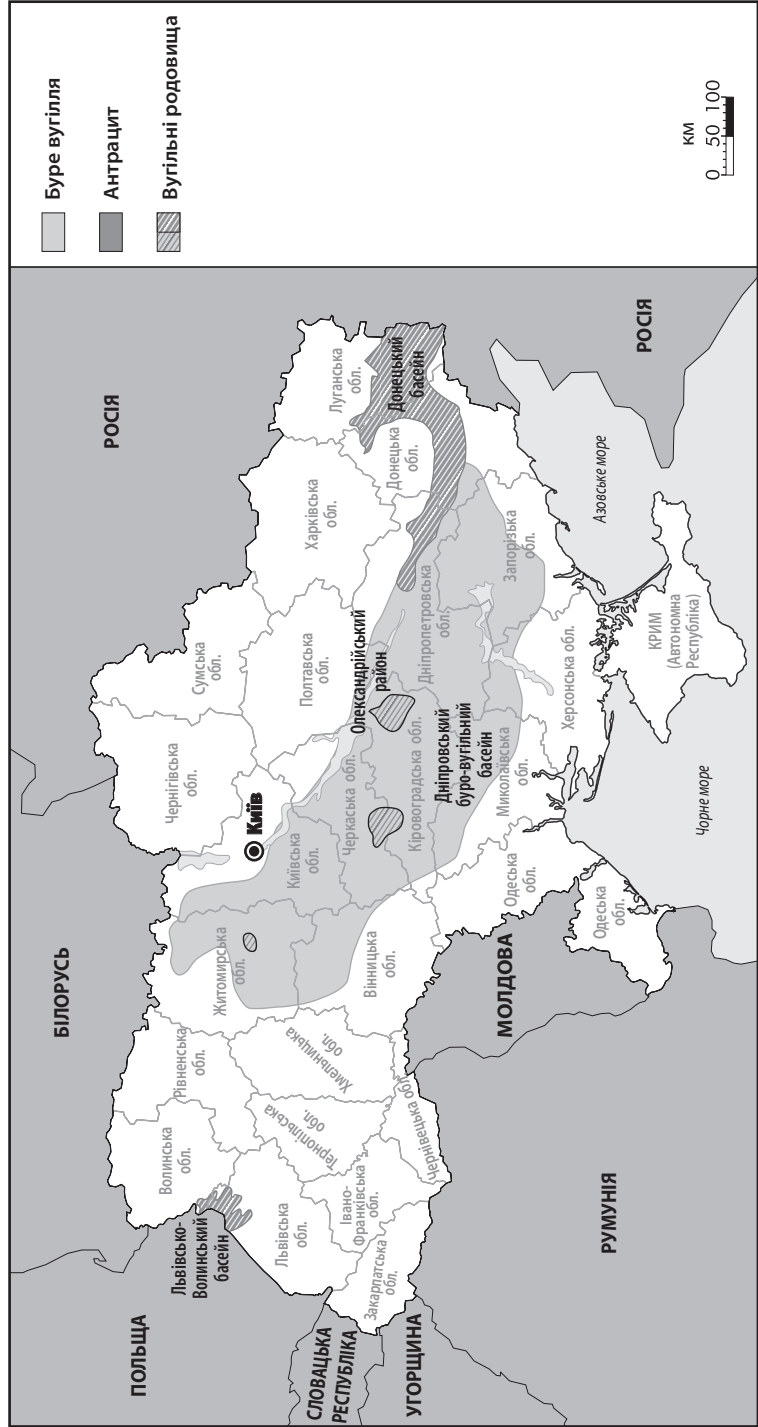 Буре вугілля
Антрацит
Вугільні родовища
КМ
0 50 100
РОСІЯ
БІЛОРУСЬ
ПОЛЬЩА
СЛОВАЦЬКА
РЕСПУБЛІКА
УГОРЩИНА
РУМУНІЯ
МОЛДОВА
РОСІЯ
Азовське море
Чорне море
Львівсько-
Волинський
басейн
Волинська
обл.
Рівненська
обл.
Житомирська
обл.
Чернігівська
обл.
Сумська
обл.
Київ
Київська
обл.
Полтавська
обл.
Харківська
обл.
Луганська
обл.
Донецький
басейн
Донецька
обл.
Львівська
обл.
Тернопільська
обл.
Хмельницька
обл.
Вінницька
обл.
Черкаська обл.
Олександрійський
район
Кіровоградська обл.
Дніпропетровська
обл.
Дніпровський
буро-вугільний
басейн
Запорізька
обл.
Закарпатська
обл.
Івано-
Франківська
обл.
Чернівецька обл.
Одеська
обл.
Миколаївська
обл.
Херсонська обл.
Одеська
обл.
КРИМ
(Автономна
Республіка)